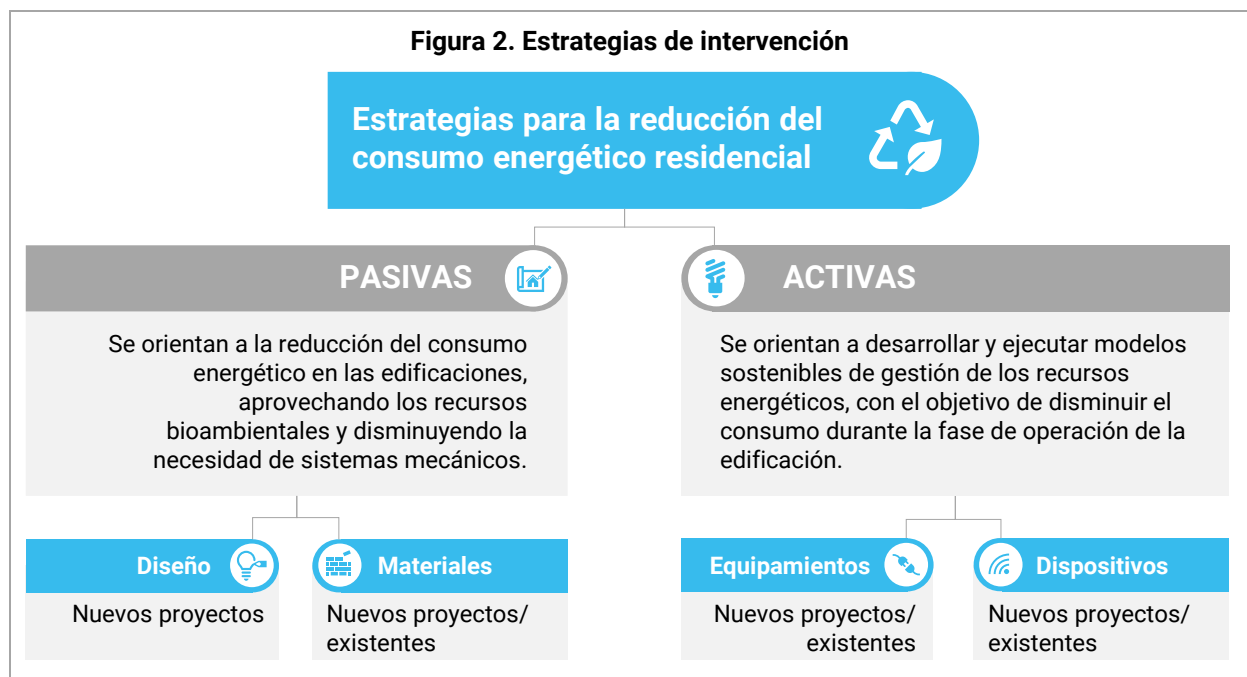 Figura 2. Estrategias de intervención
Estrategias para la reducción del
consumo energético residencial
PASIVAS
Se orientan a la reducción del consumo
energético en las edificaciones,
aprovechando los recursos
bioambientales y disminuyendo la
necesidad de sistemas mecánicos.
Diseño
Nuevos proyectos
Materiales
Nuevos proyectos/
existentes
ACTIVAS
Se orientan a desarrollar y ejecutar modelos
sostenibles de gestión de los recursos
energéticos, con el objetivo de disminuir el
consumo durante la fase de operación de la
edificación.
Equipamientos
Nuevos proyectos/
existentes
Dispositivos
Nuevos proyectos/
existentes